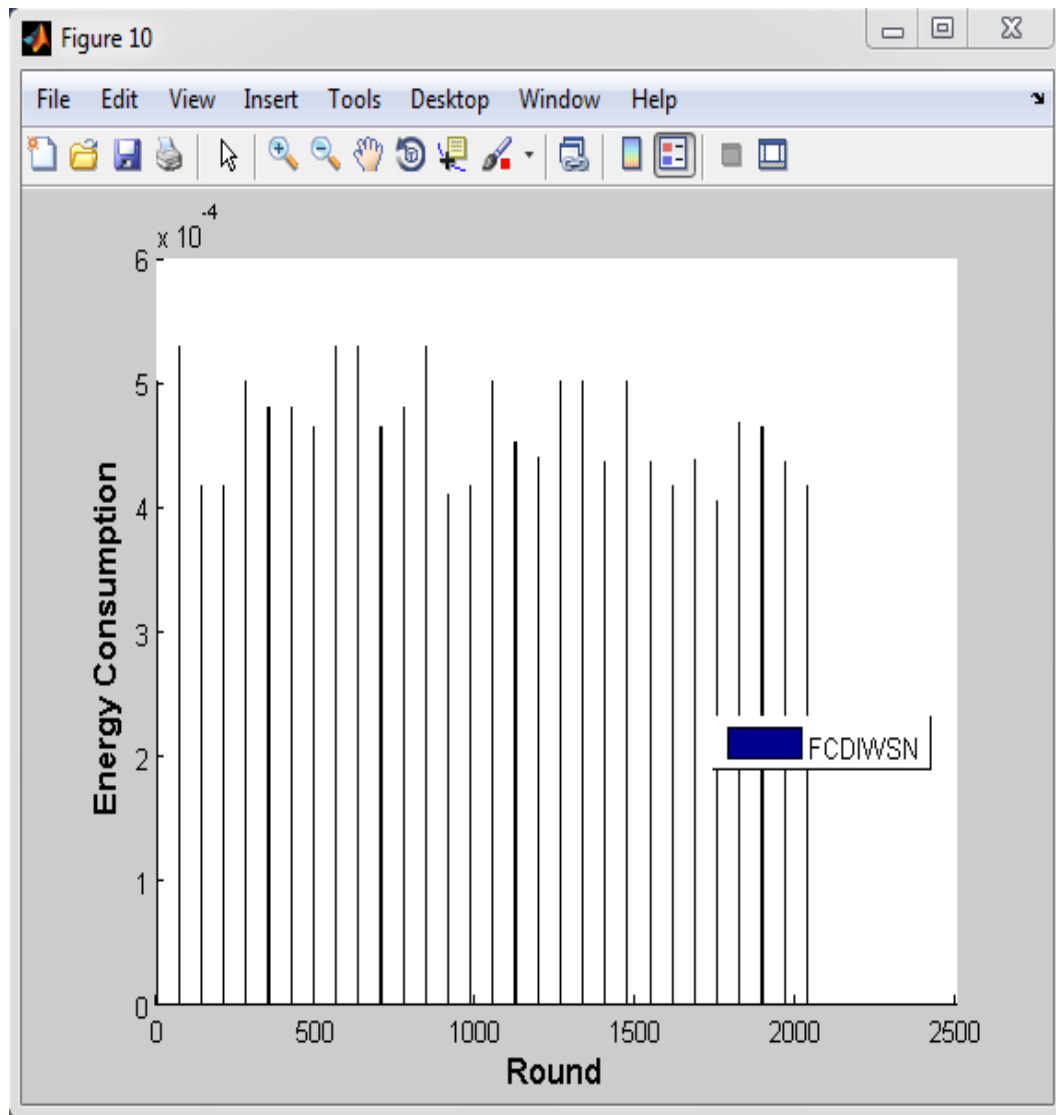 Figure 10
File Edit View Insert Tools Desktop Window Help
x 10
-4
6
5
4
3
2
1
0
Energy Consumption
FCDIWSN
0 500 1000 1500 2000 2500
Round